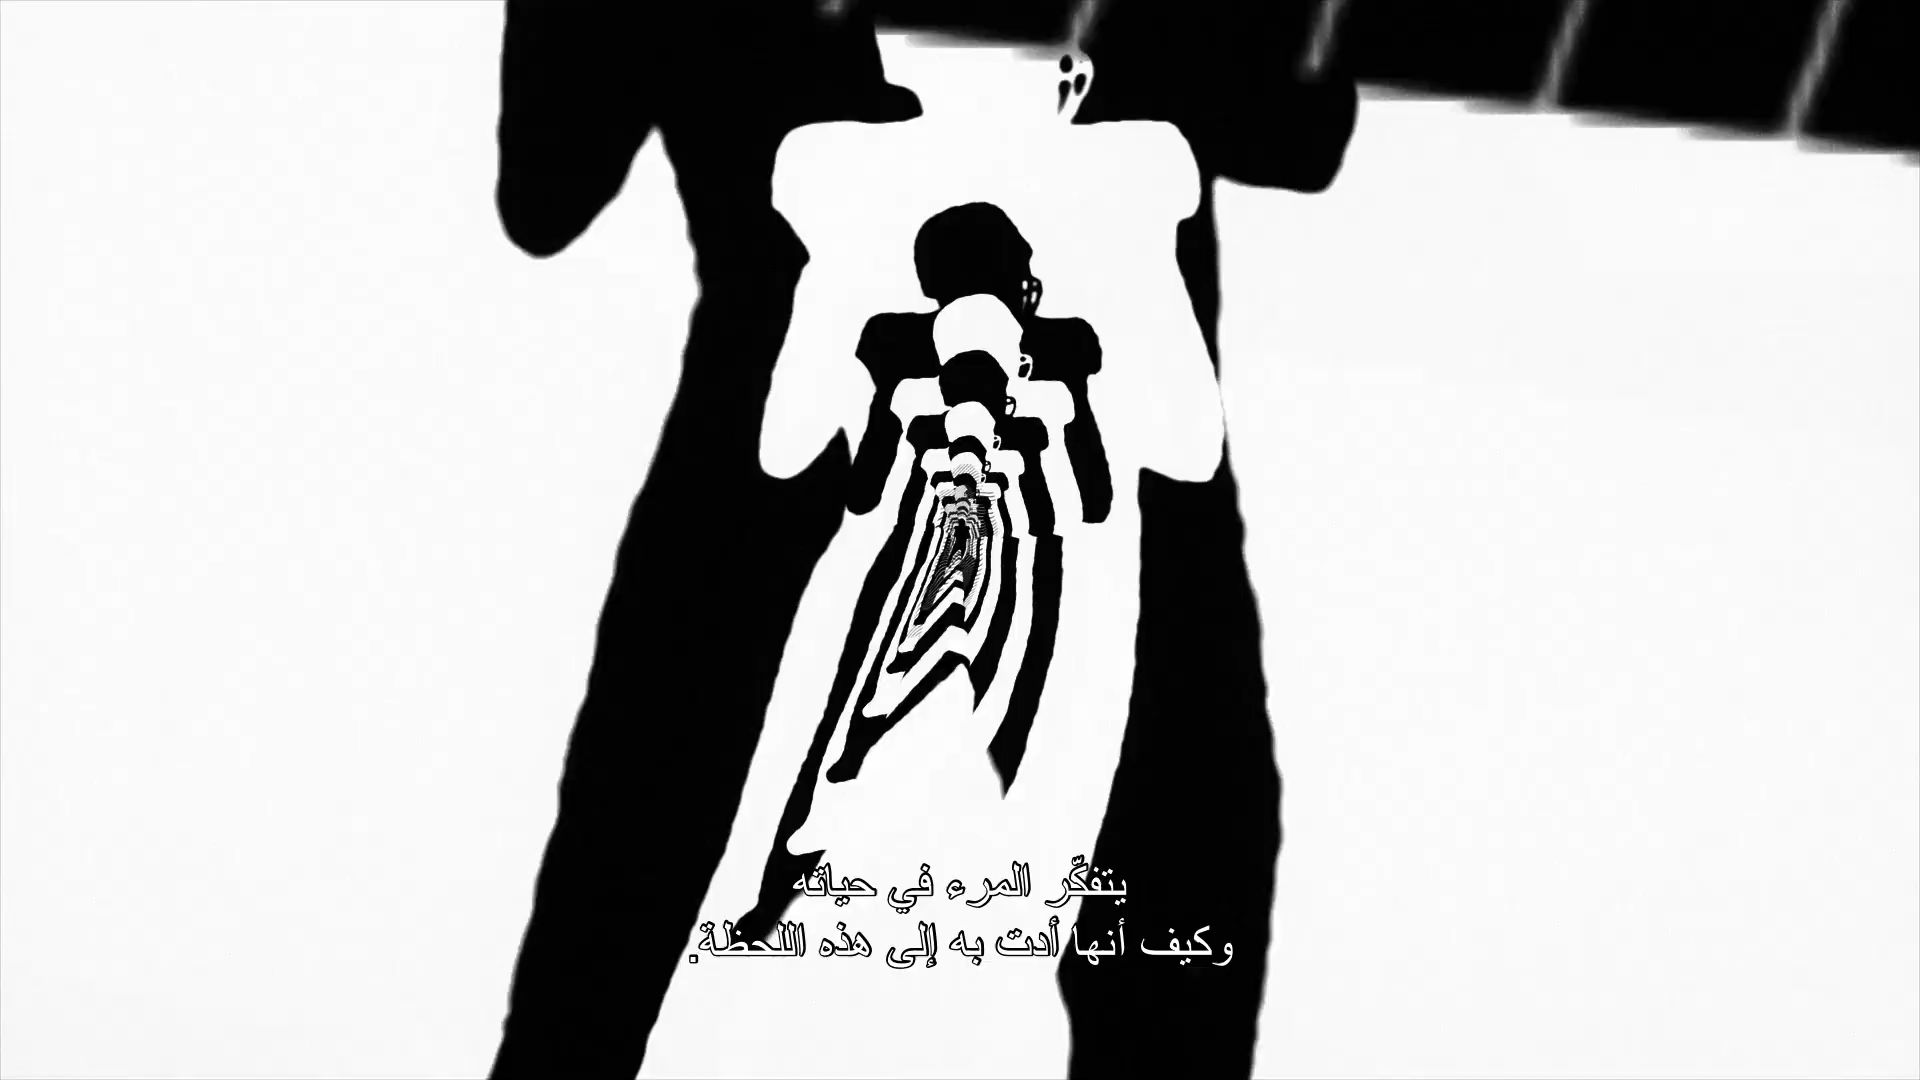 يتفكّر المرء في حياته
وكيف أنها أدت به إلى هذه اللحظة.